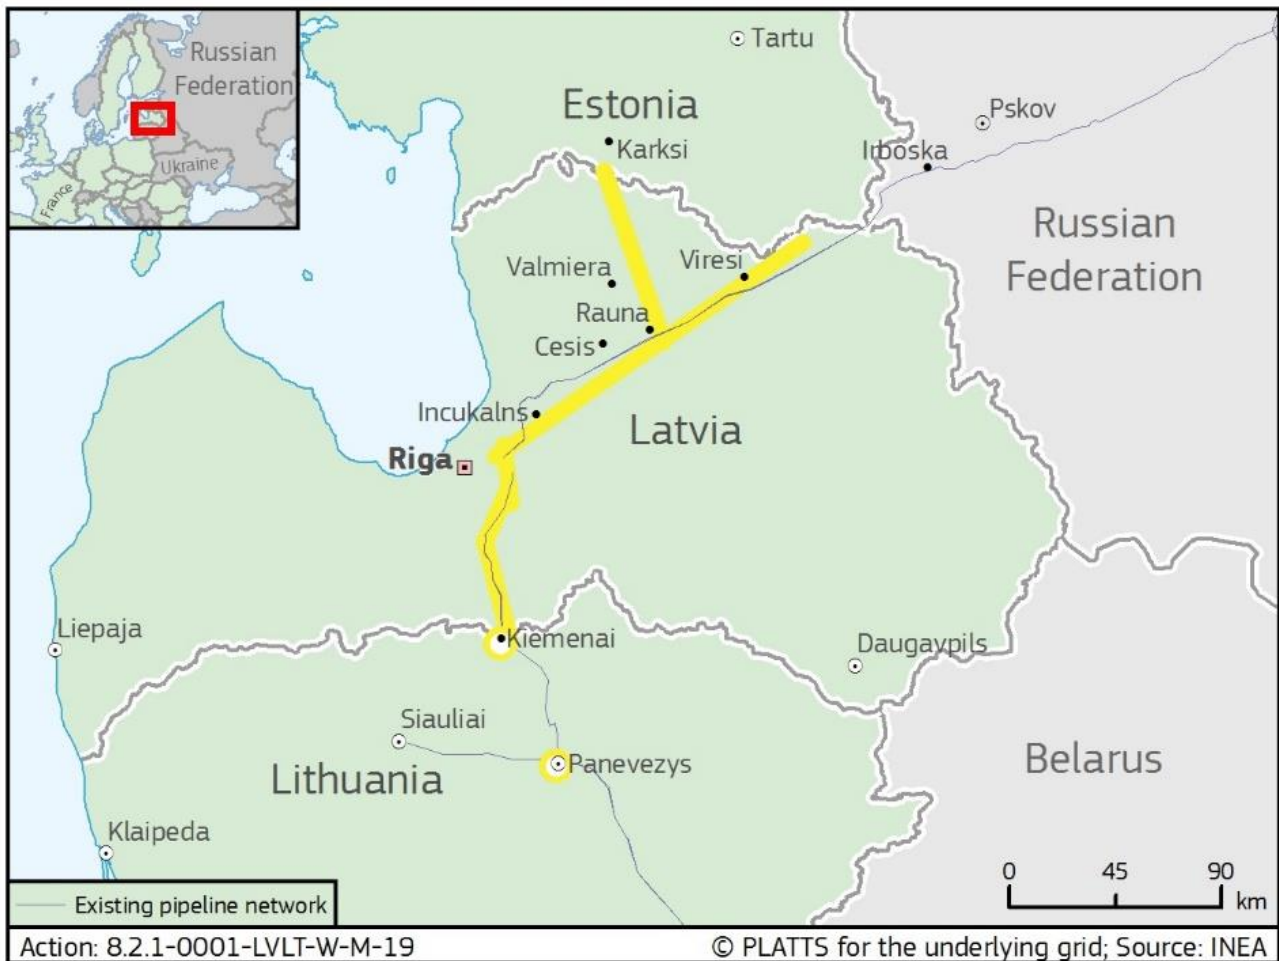 Russian
Federation
Ukraine
France
Tartu
Estonia
Karksi
Pskov
Irboska
Russian
Federation
Viresi
Valmiera
Rauna
Cesis
Incukalns
Latvia
Riga
Liepaja
Kiemenai
Daugavpils
Siauliai
Panevezys
Lithuania
Belarus
Klaipeda
0 45 90
km
Existing pipeline network
Action: 8.2.1-0001-LVLT-W-M-19
© PLATTS for the underlying grid; Source: INEA